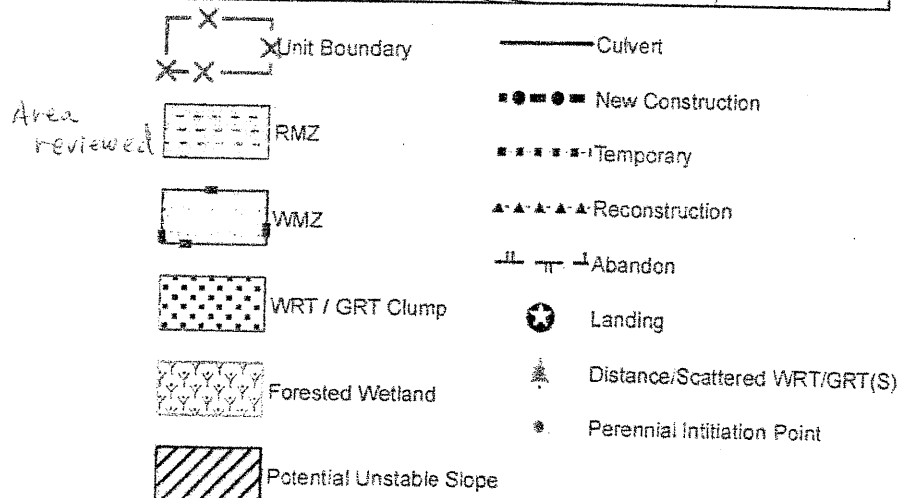 Unit Boundary
Area
reviewed
RMZ
WMZ
WRT / GRT Clump
Forested Wetland
Potential Unstable Slope
Culvert
New Construction
Temporary
Reconstruction
Abandon
Landing
Distance/Scattered WRT/GRT(S)
Perennial Intitiation Point